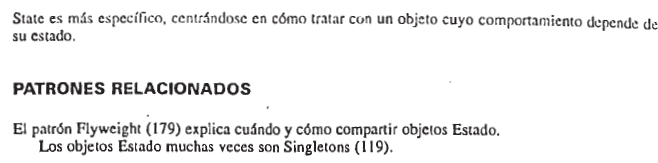 State es más específico, centrándose en cómo tratar con un objeto cuyo comportamiento depende de
su estado.
PATRONES RELACIONADOS
El patrón Flyweight (179) explica cuándo y cómo compartir objetos Estado.
Los objetos Estado muchas veces son Singletons (119).